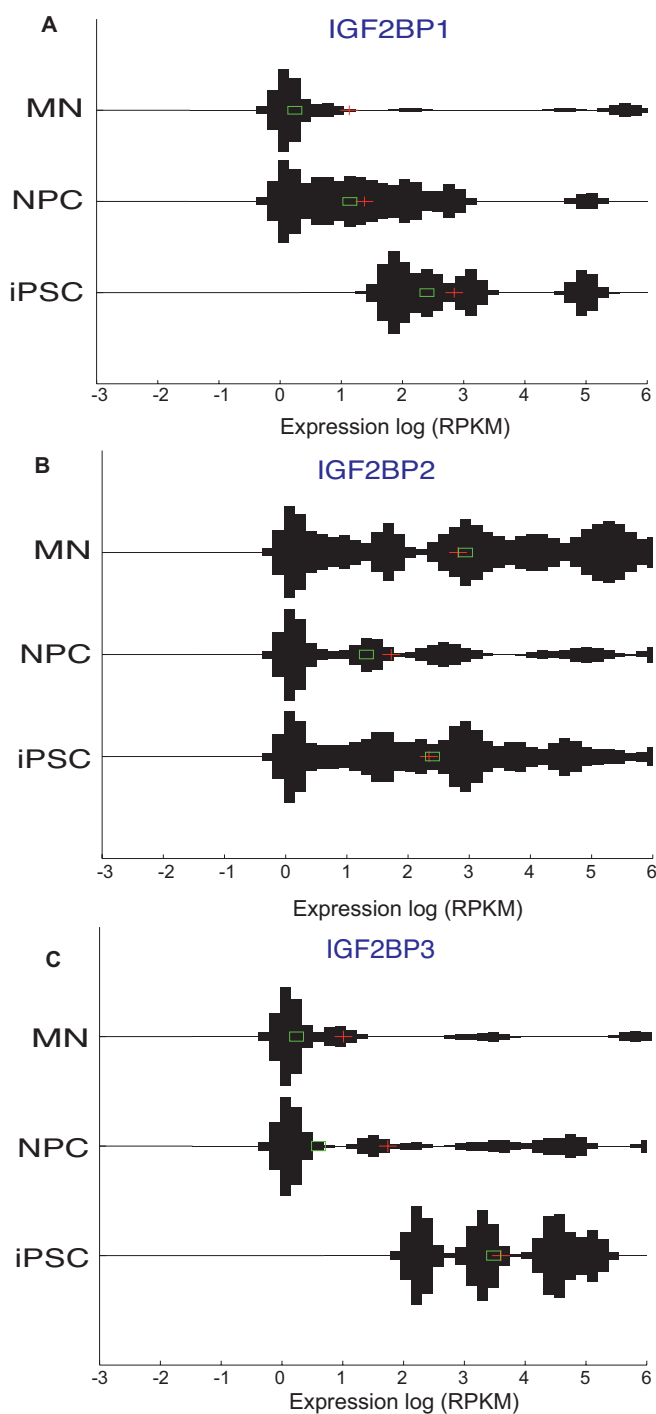 A
IGF2BP1
MN
NPC
iPSC
-3 -2 -1 0 1 2 3 4 5 6
Expression log (RPKM)
B
IGF2BP2
MN
NPC
iPSC
-3 -2 -1 0 1 2 3 4 5 6
Expression log (RPKM)
C
IGF2BP3
MN
NPC
iPSC
-3 -2 -1 0 1 2 3 4 5 6
Expression log (RPKM)